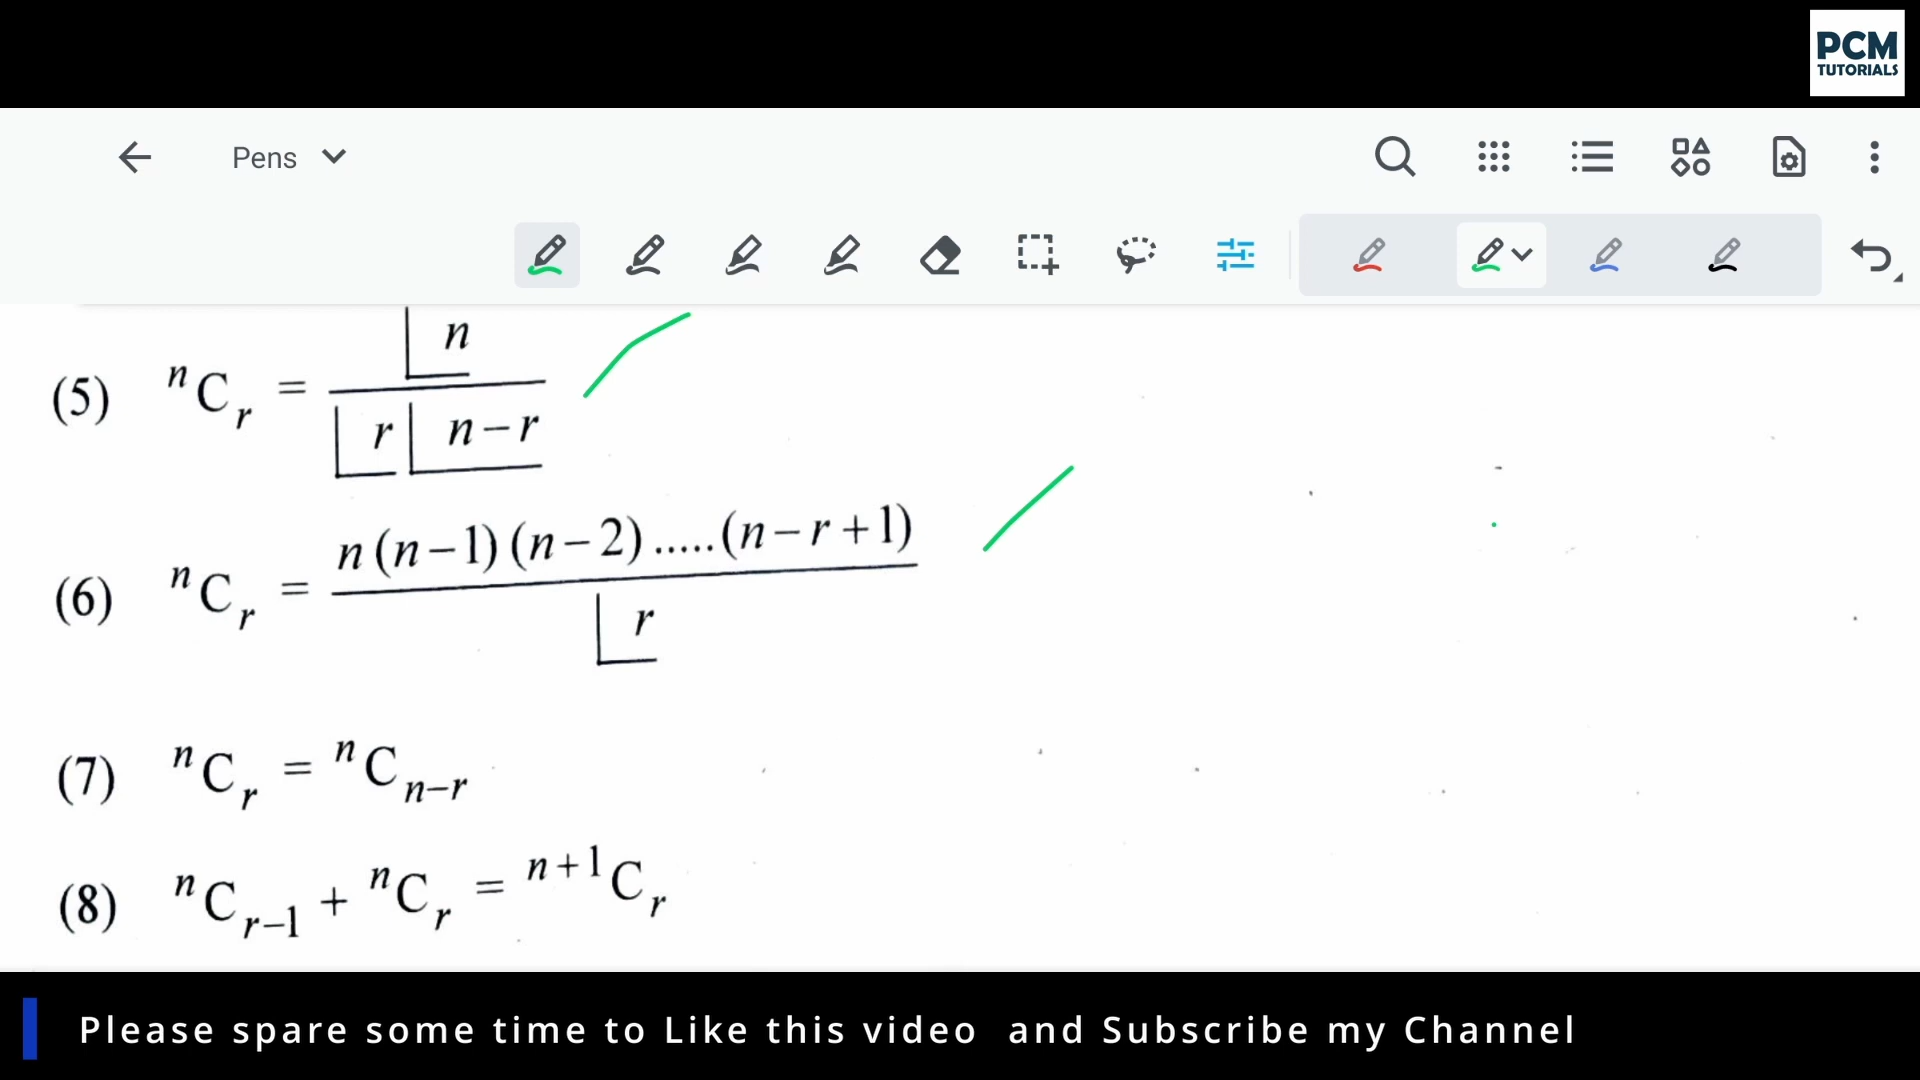 PCM
TUTORIALS
Pens
(5) ⁿCᵣ = |n / |r |n−r
(6) ⁿCᵣ = n(n−1)(n−2).....(n−r+1) / |r
(7) ⁿCᵣ = ⁿCₙ₋ᵣ
(8) ⁿCᵣ₋₁ + ⁿCᵣ = ⁿ⁺¹Cᵣ
Please spare some time to Like this video and Subscribe my Channel